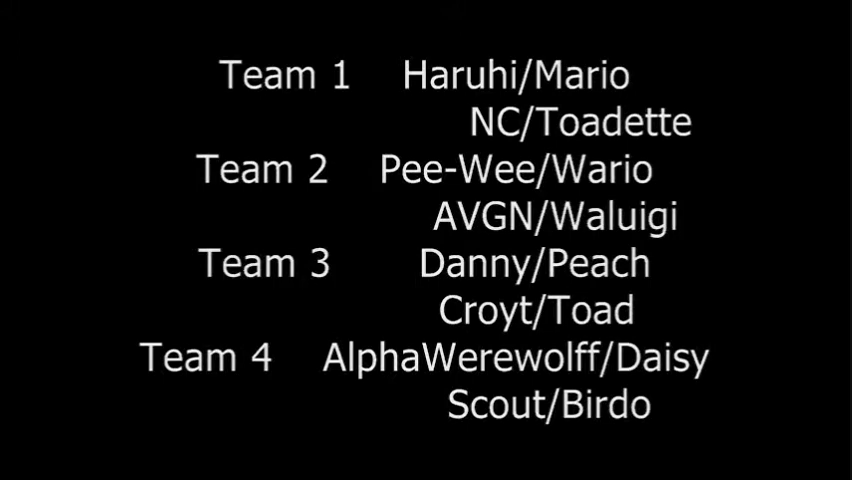 Team 1 Haruhi/Mario
NC/Toadette
Team 2 Pee-Wee/Wario
AVGN/Waluigi
Team 3 Danny/Peach
Croyt/Toad
Team 4 AlphaWerewolff/Daisy
Scout/Birdo